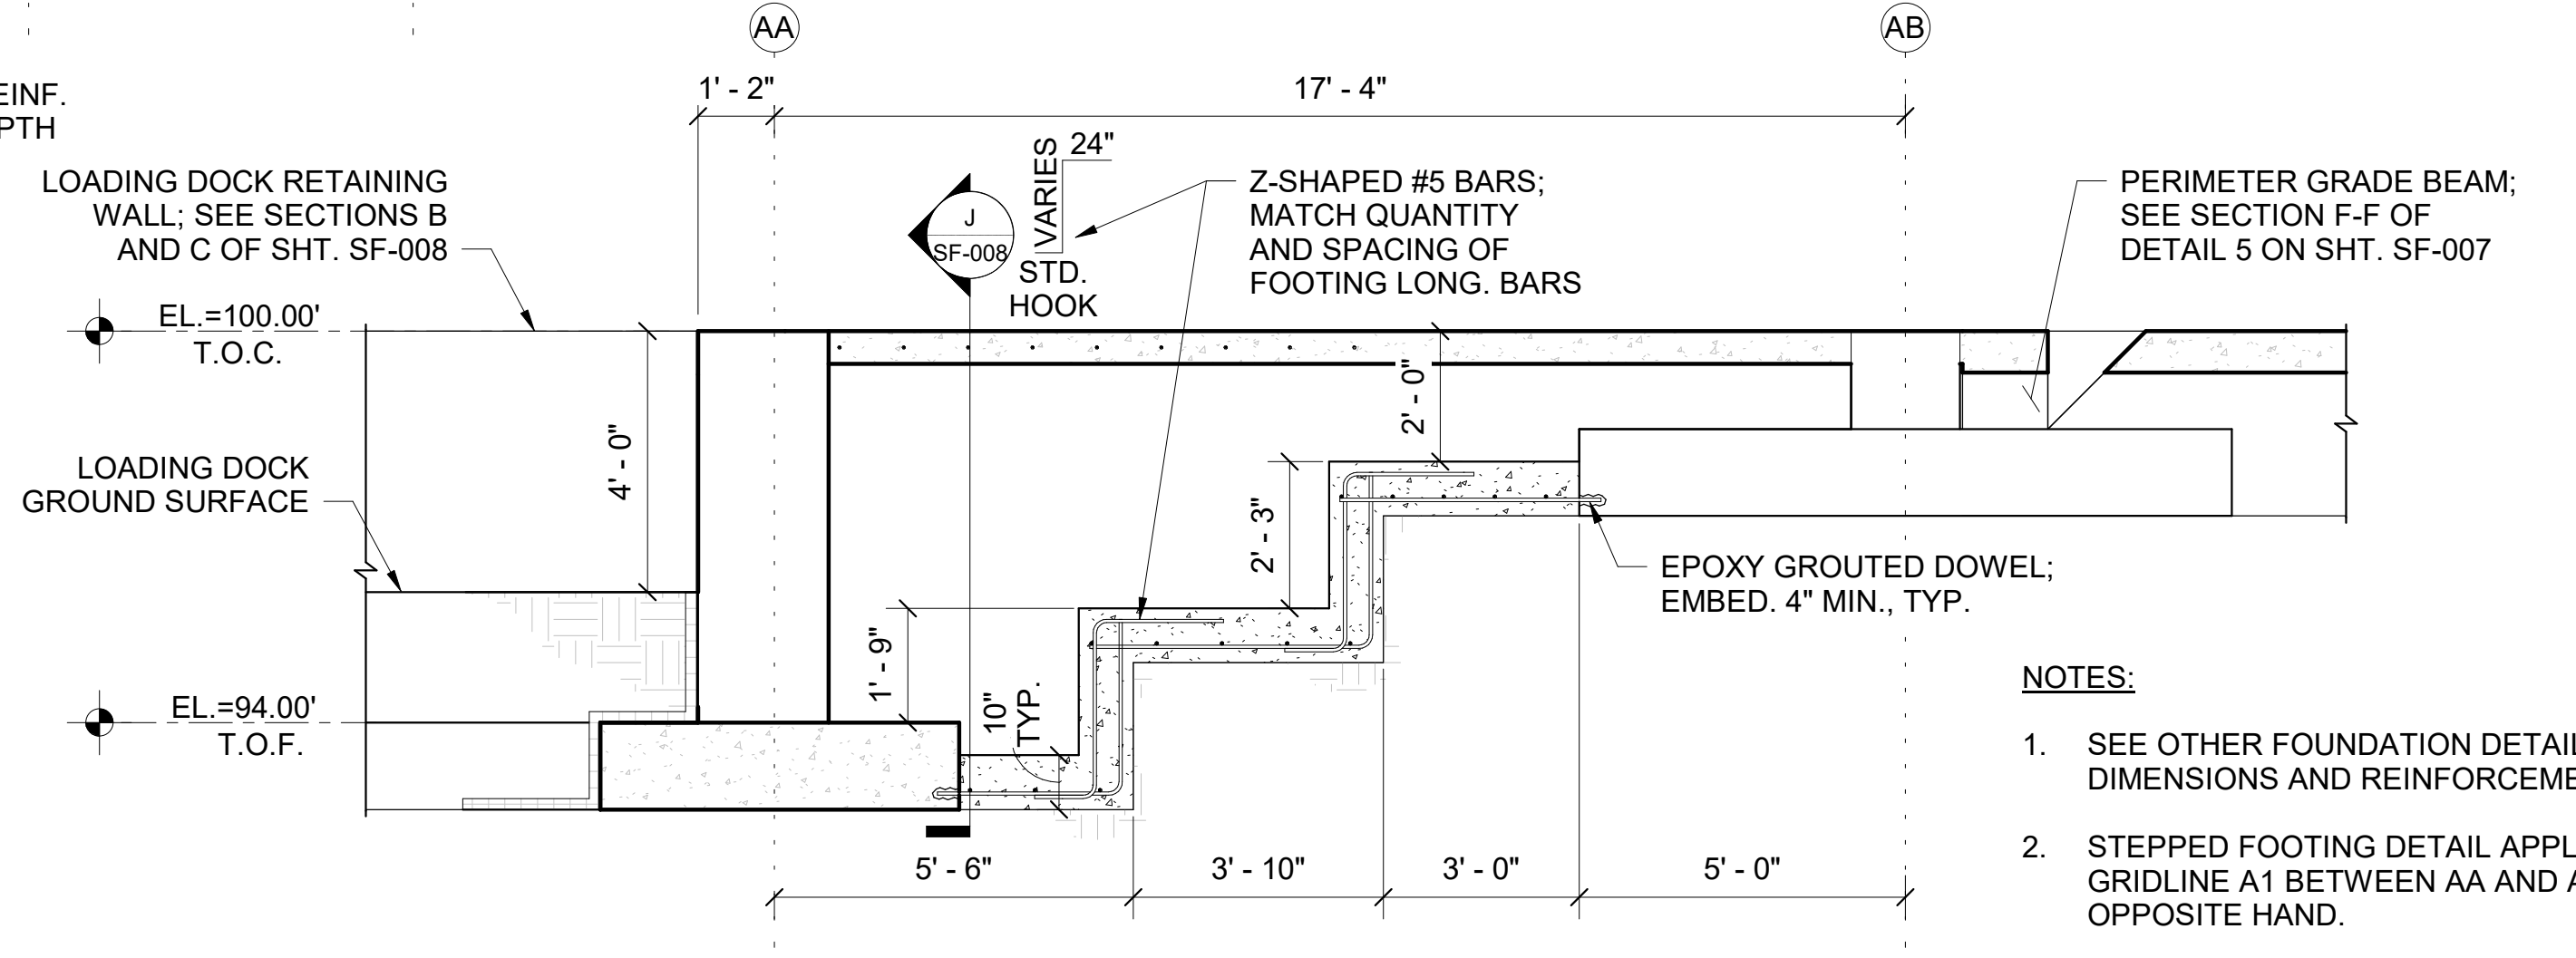 AA
AB
1' - 2"
17' - 4"
EINF.
PTH
LOADING DOCK RETAINING
WALL; SEE SECTIONS B
AND C OF SHT. SF-008
J
SF-008
VARIES
24"
STD.
HOOK
Z-SHAPED #5 BARS;
MATCH QUANTITY
AND SPACING OF
FOOTING LONG. BARS
PERIMETER GRADE BEAM;
SEE SECTION F-F OF
DETAIL 5 ON SHT. SF-007
EL.=100.00'
T.O.C.
4' - 0"
2' - 0"
LOADING DOCK
GROUND SURFACE
2' - 3"
EPOXY GROUTED DOWEL;
EMBED. 4" MIN., TYP.
1' - 9"
10"
TYP.
EL.=94.00'
T.O.F.
5' - 6"
3' - 10"
3' - 0"
5' - 0"
NOTES:
1. SEE OTHER FOUNDATION DETAIL
DIMENSIONS AND REINFORCEME
2. STEPPED FOOTING DETAIL APPL
GRIDLINE A1 BETWEEN AA AND A
OPPOSITE HAND.